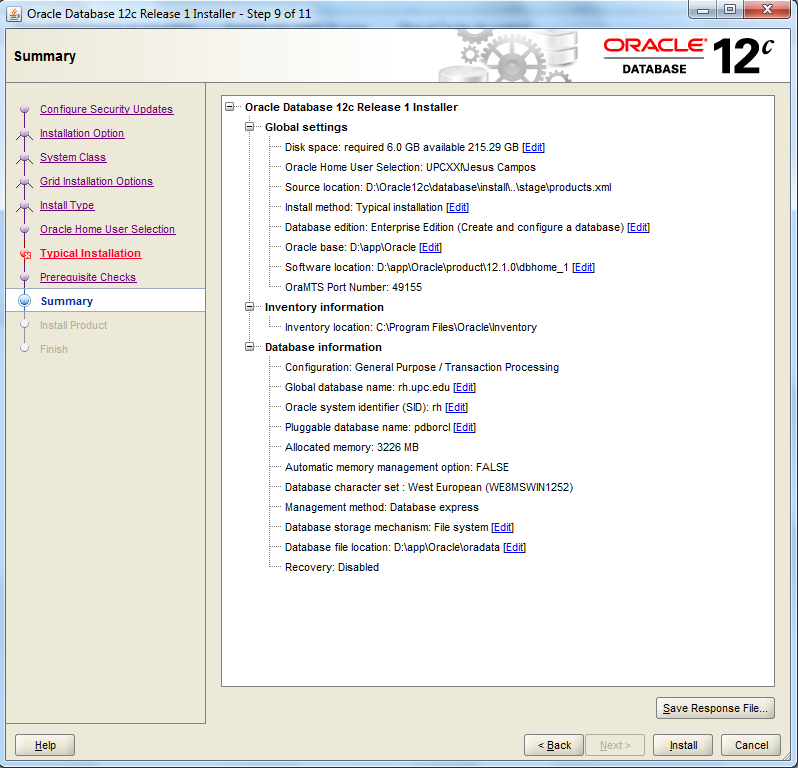 Oracle Database 12c Release 1 Installer - Step 9 of 11
Summary
ORACLE®
DATABASE
12c
Configure Security Updates
Installation Option
System Class
Grid Installation Options
Install Type
Oracle Home User Selection
Typical Installation
Prerequisite Checks
Summary
Install Product
Finish
Oracle Database 12c Release 1 Installer
Global settings
Disk space: required 6.0 GB available 215.29 GB [Edit]
Oracle Home User Selection: UPCXXI\Jesus Campos
Source location: D:\Oracle12c\database\install\..\stage\products.xml
Install method: Typical installation [Edit]
Database edition: Enterprise Edition (Create and configure a database) [Edit]
Oracle base: D:\app\Oracle [Edit]
Software location: D:\app\Oracle\product\12.1.0\dbhome_1 [Edit]
OraMTS Port Number: 49155
Inventory information
Inventory location: C:\Program Files\Oracle\Inventory
Database information
Configuration: General Purpose / Transaction Processing
Global database name: rh.upc.edu [Edit]
Oracle system identifier (SID): rh [Edit]
Pluggable database name: pdborcl [Edit]
Allocated memory: 3226 MB
Automatic memory management option: FALSE
Database character set : West European (WE8MSWIN1252)
Management method: Database express
Database storage mechanism: File system [Edit]
Database file location: D:\app\Oracle\oradata [Edit]
Recovery: Disabled
Save Response File...
Help
< Back
Next >
Install
Cancel